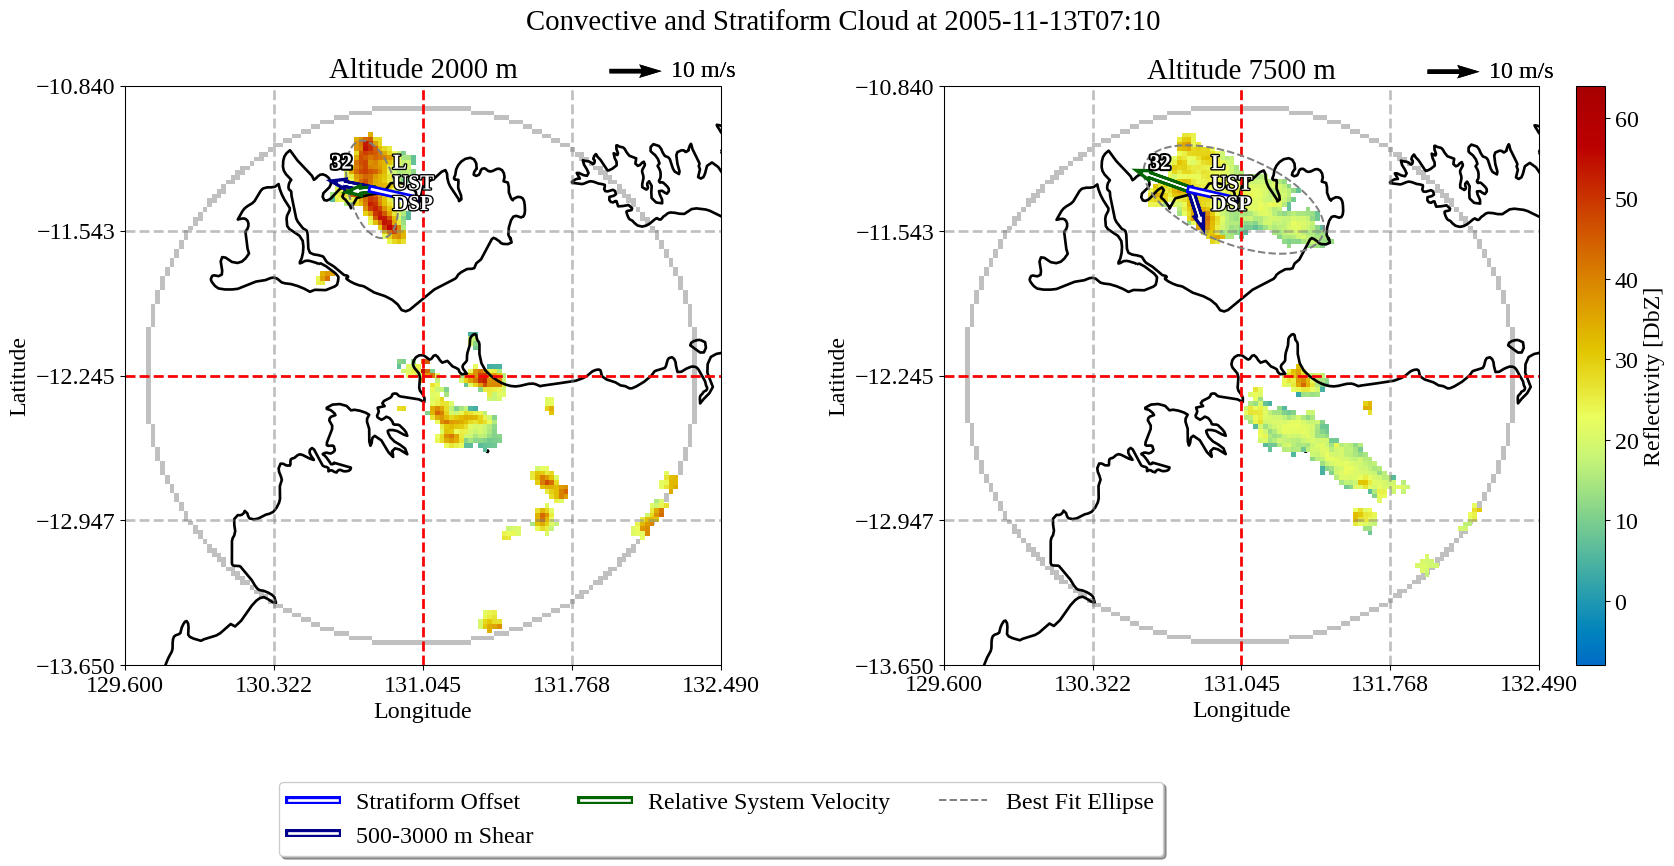 Convective and Stratiform Cloud at 2005-11-13T07:10
Altitude 2000 m
10 m/s
Altitude 7500 m
10 m/s
−10.840
−11.543
−12.245
−12.947
−13.650
Latitude
32
L
UST
DSP
129.600
130.322
131.045
131.768
132.490
Longitude
−10.840
−11.543
−12.245
−12.947
−13.650
Latitude
32
L
UST
DSP
129.600
130.322
131.045
131.768
132.490
Longitude
60
50
40
30
20
10
0
Reflectivity [DbZ]
Stratiform Offset
500-3000 m Shear
Relative System Velocity
Best Fit Ellipse